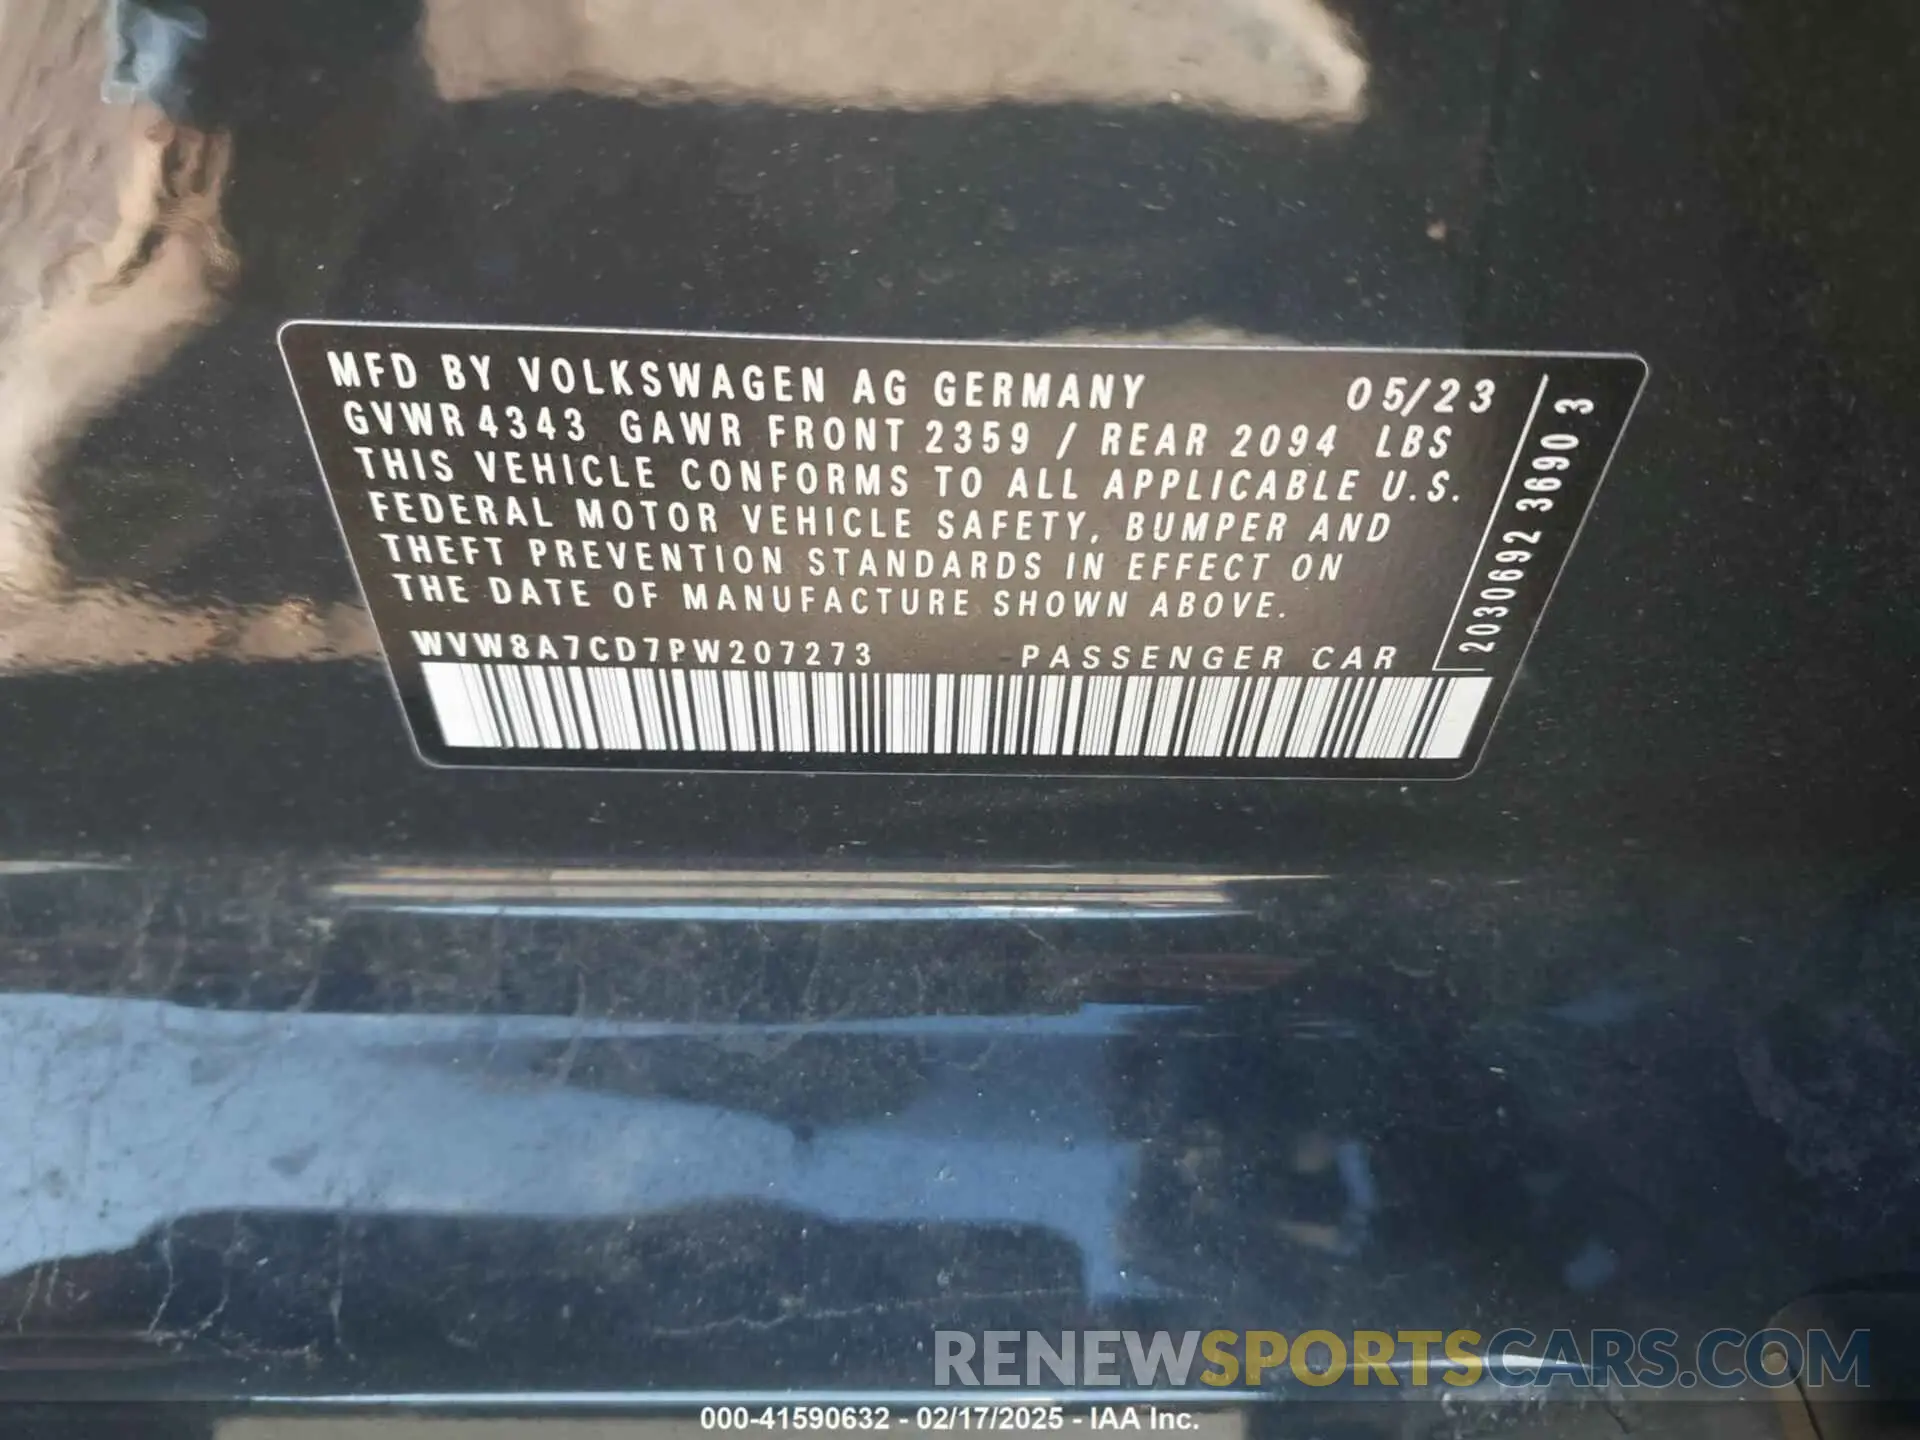 MFD BY VOLKSWAGEN AG GERMANY 05/23
GVWR 4343 GAWR FRONT 2359 / REAR 2094 LBS
THIS VEHICLE CONFORMS TO ALL APPLICABLE U.S.
FEDERAL MOTOR VEHICLE SAFETY, BUMPER AND
THEFT PREVENTION STANDARDS IN EFFECT ON
THE DATE OF MANUFACTURE SHOWN ABOVE.
WVW8A7CD7PW207273 PASSENGER CAR
2030692 3690 3
RENEWSPORTSCARS.COM
000-41590632 - 02/17/2025 - IAA Inc.